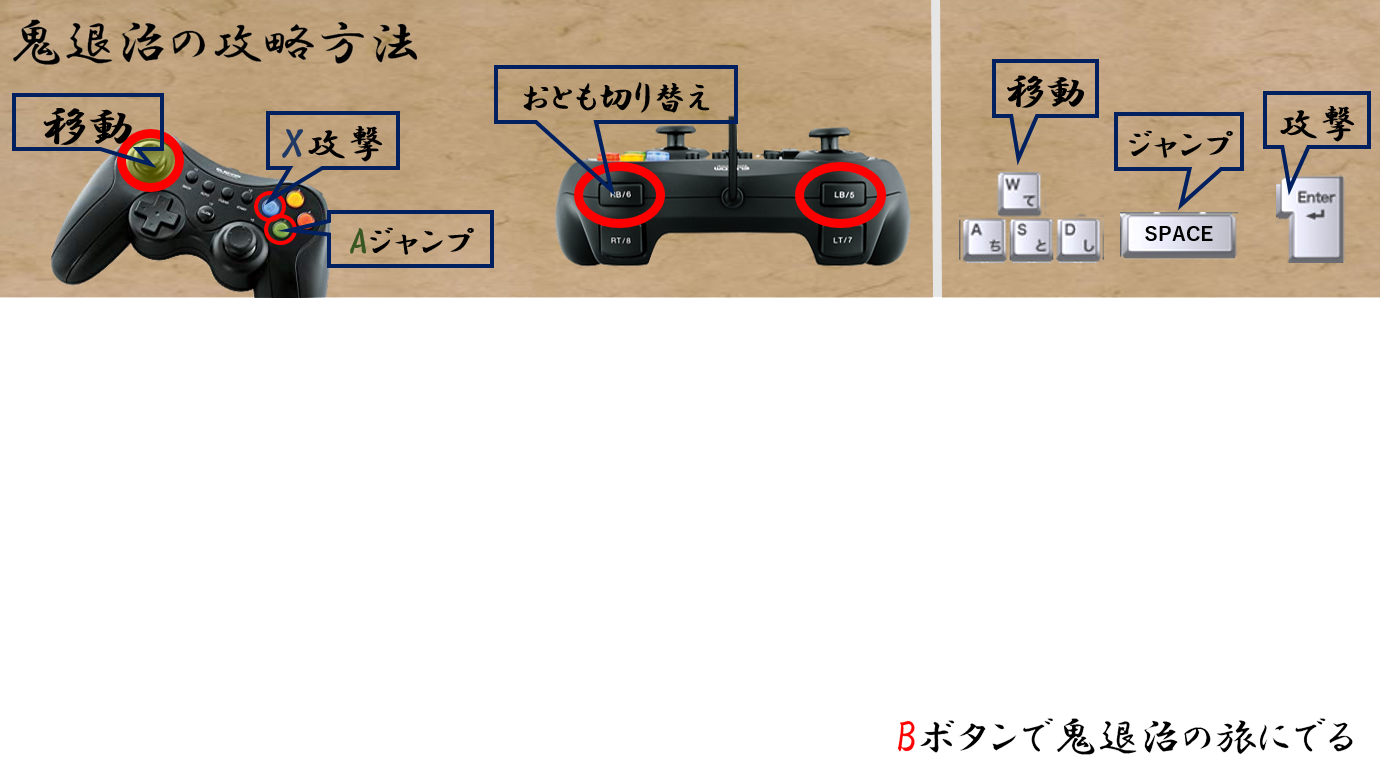 鬼退治の攻略方法
移動
X攻撃
Aジャンプ
おとも切り替え
RB/6
LB/5
RT/8
LT/7
移動
ジャンプ
攻撃
W
て
A
ち
S
と
D
し
SPACE
Enter
Bボタンで鬼退治の旅にでる